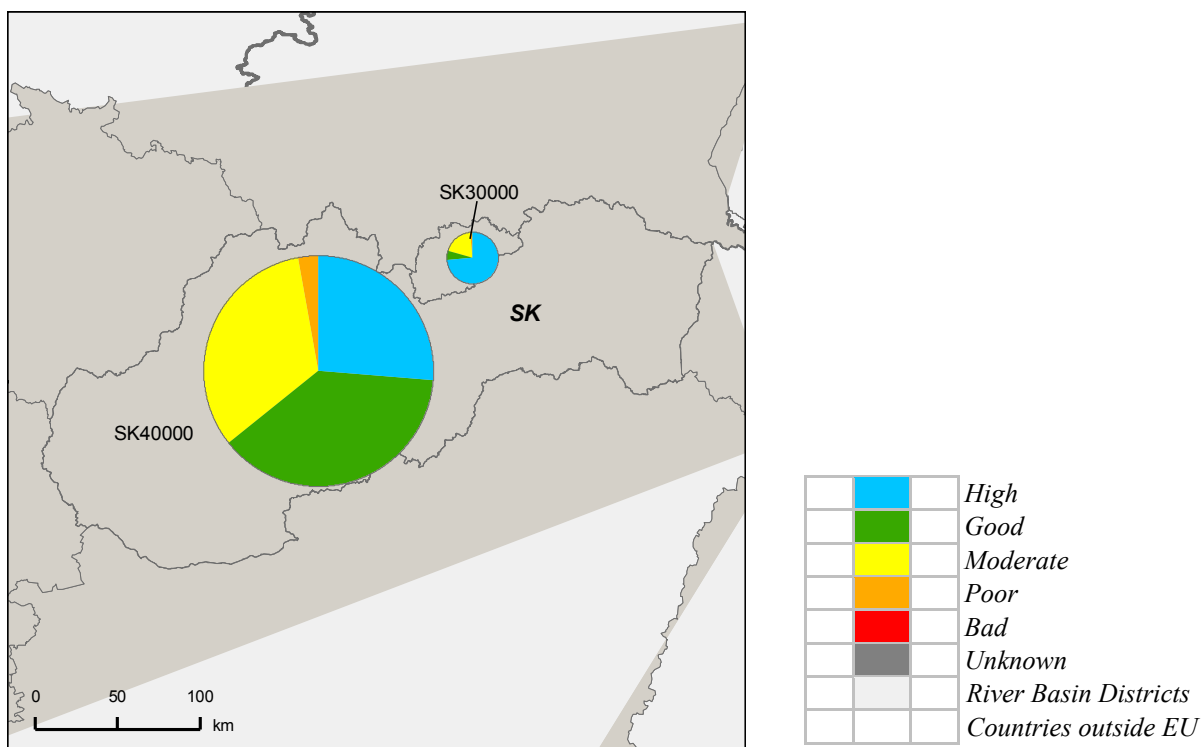 SK30000
SK
SK40000
0 50 100
km
High
Good
Moderate
Poor
Bad
Unknown
River Basin Districts
Countries outside EU